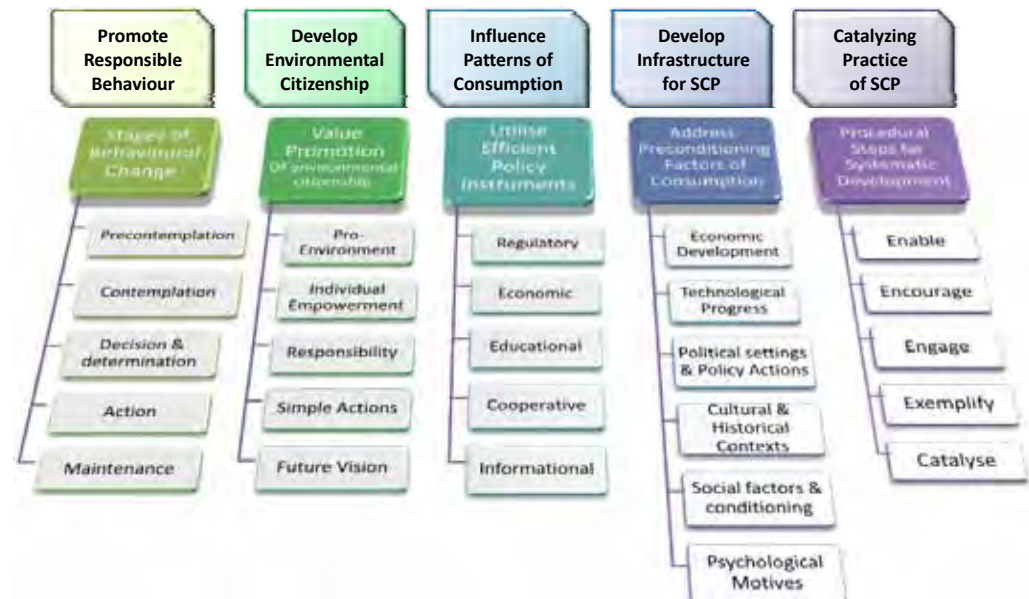 Promote
Responsible
Behaviour
Develop
Environmental
Citizenship
Influence
Patterns of
Consumption
Develop
Infrastructure
for SCP
Catalyzing
Practice
of SCP
Stages of
Behavioural
Change
Value
Promotion
Of environmental
citizenship
Utilise
Efficient
Policy
Instruments
Address
Preconditioning
Factors of
Consumption
Procedural
Steps for
Systematic
Development
Precontemplation
Contemplation
Decision &
determination
Action
Maintenance
Pro-
Environment
Individual
Empowerment
Responsibility
Simple Actions
Future Vision
Regulatory
Economic
Educational
Cooperative
Informational
Economic
Development
Technological
Progress
Political settings
& Policy Actions
Cultural &
Historical
Contexts
Social factors &
conditioning
Psychological
Motives
Enable
Encourage
Engage
Exemplify
Catalyse